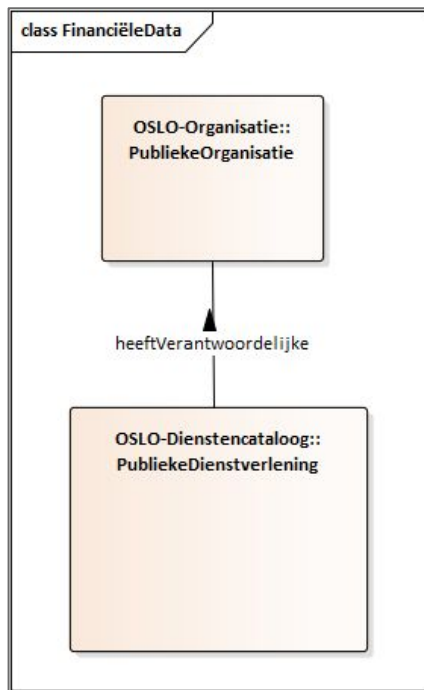 class FinanciëleData
OSLO-Organisatie::
PubliekeOrganisatie
heeftVerantwoordelijke
OSLO-Dienstencataloog::
PubliekeDienstverlening